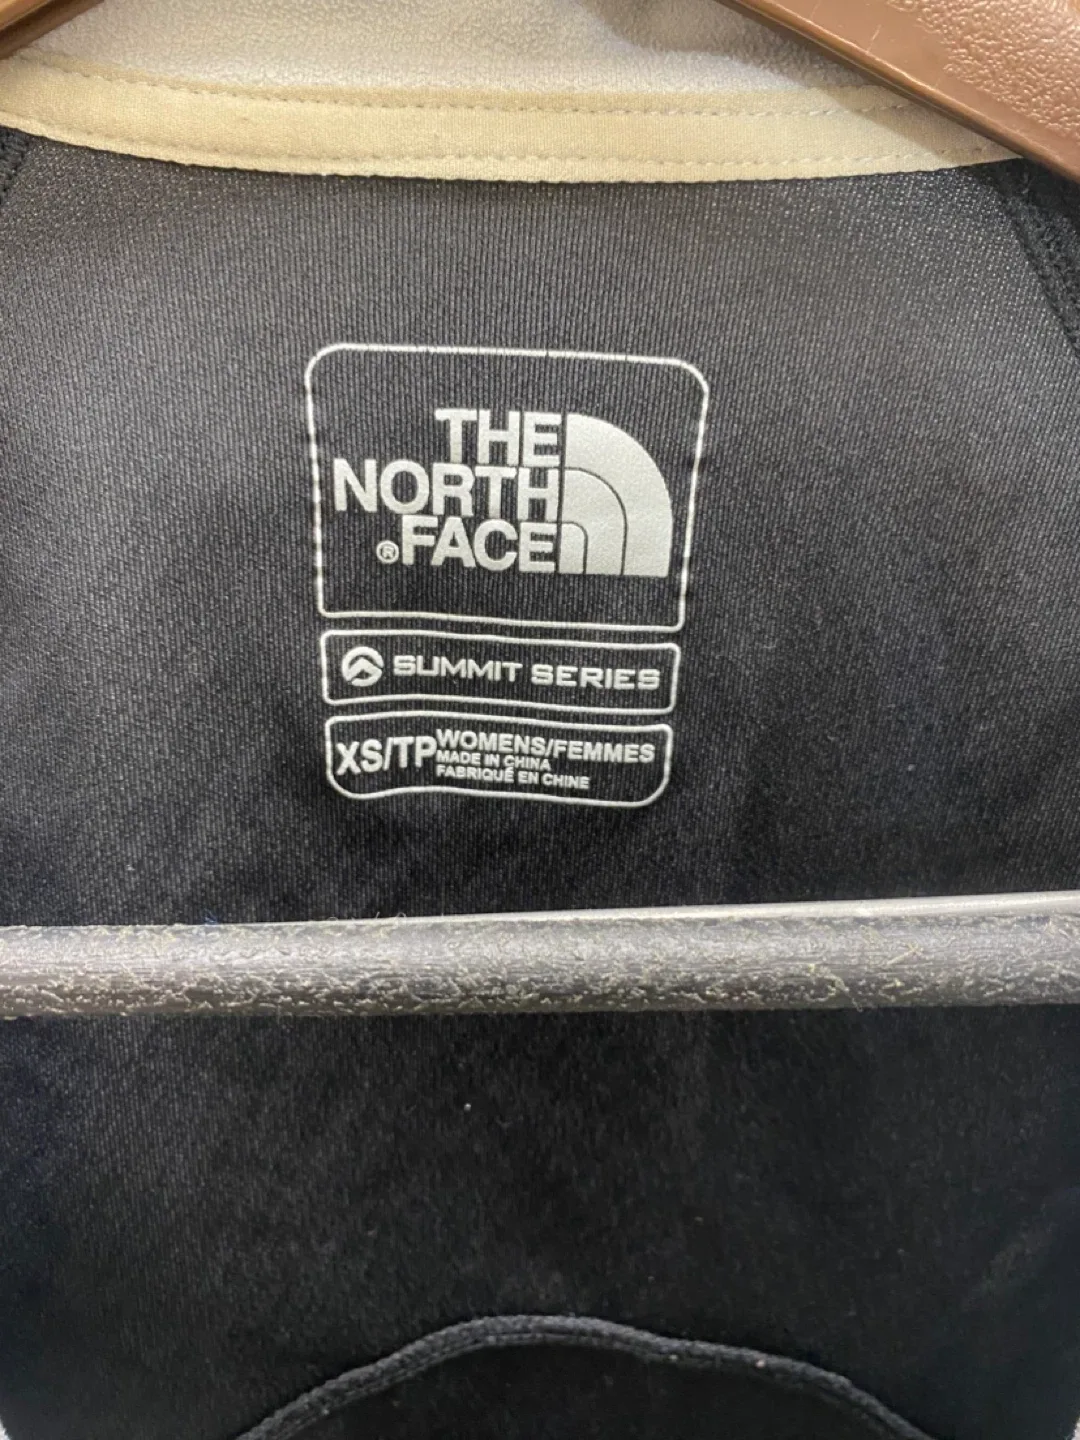 THE
NORTH
®FACE
SUMMIT SERIES
XS/TP WOMENS/FEMMES
MADE IN CHINA
FABRIQUÉ EN CHINE